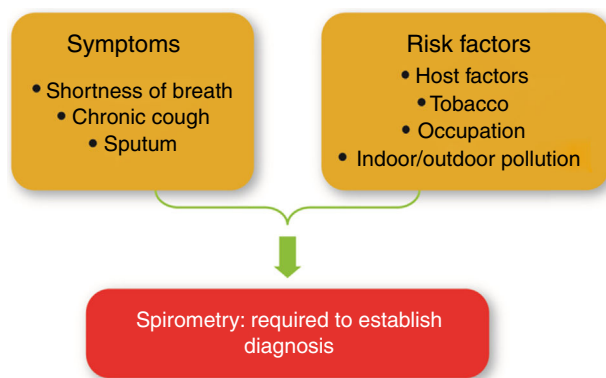 Symptoms
• Shortness of breath
• Chronic cough
• Sputum
Risk factors
• Host factors
• Tobacco
• Occupation
• Indoor/outdoor pollution
Spirometry: required to establish
diagnosis